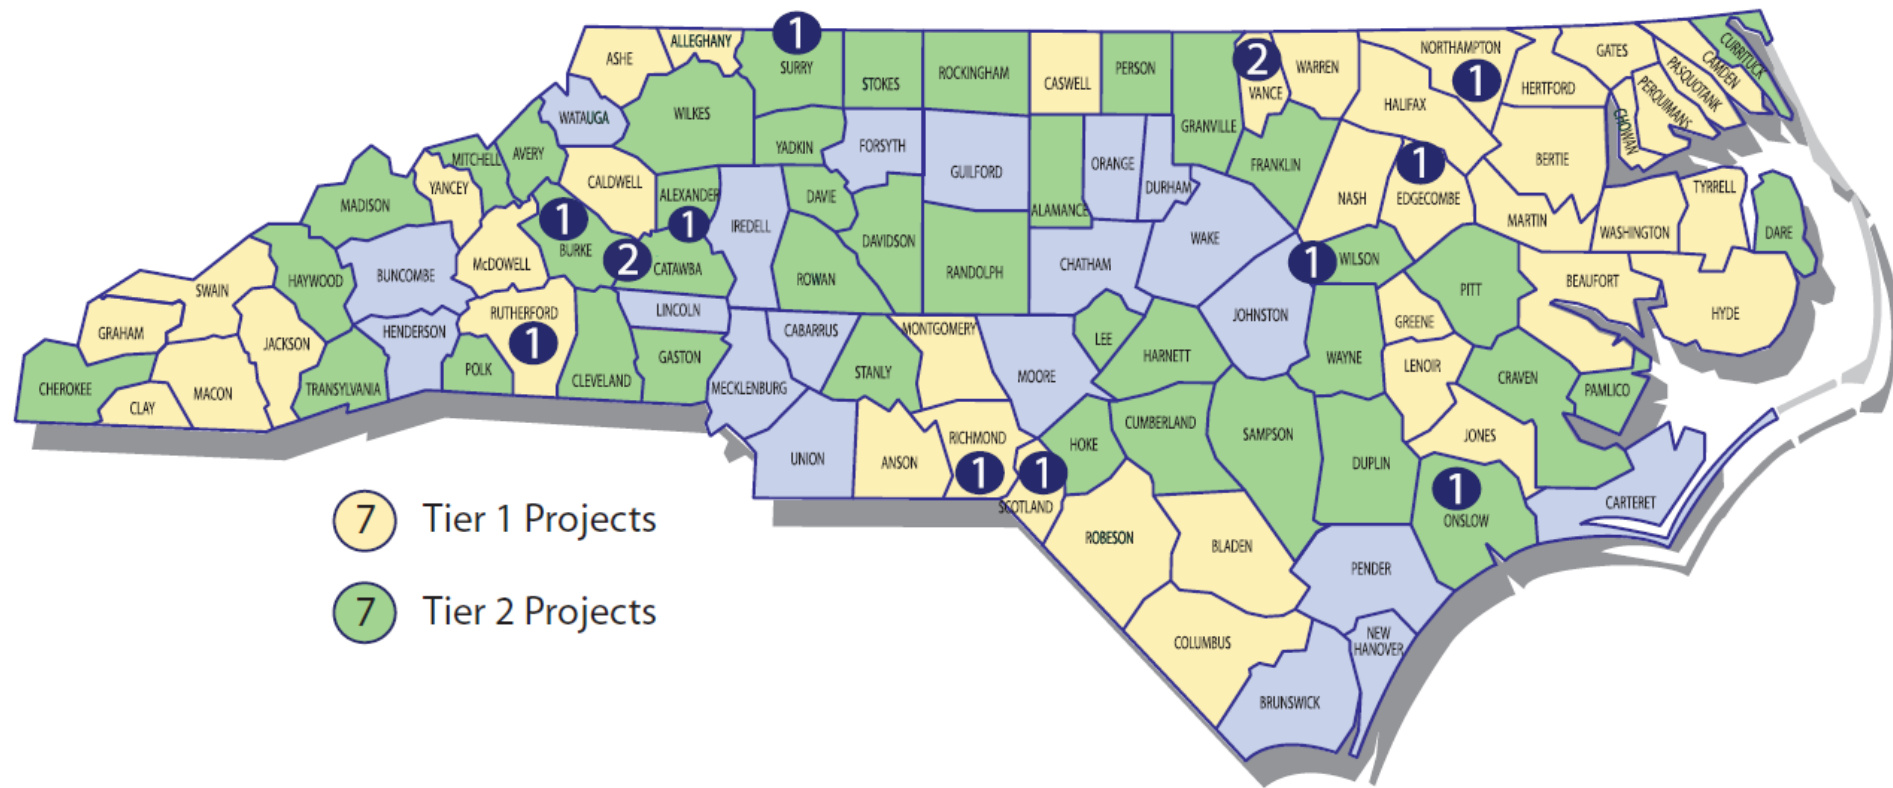 1
ALLEGHANY
ASHE
SURRY
STOKES
ROCKINGHAM
CASWELL
PERSON
2
VANCE
WARREN
NORTHAMPTON
1
GATES
CURRITUCK
CAMDEN
PASQUOTANK
PERQUIMANS
CHOWAN
HERTFORD
HALIFAX
WATAUGA
WILKES
YADKIN
FORSYTH
GUILFORD
ALAMANCE
ORANGE
DURHAM
GRANVILLE
FRANKLIN
NASH
1
EDGECOMBE
BERTIE
MARTIN
WASHINGTON
TYRRELL
DARE
MITCHELL
AVERY
YANCEY
CALDWELL
ALEXANDER
1
IREDELL
DAVIE
DAVIDSON
RANDOLPH
CHATHAM
WAKE
1
WILSON
PITT
BEAUFORT
HYDE
MADISON
1
BURKE
2
CATAWBA
ROWAN
HAYWOOD
BUNCOMBE
McDOWELL
LINCOLN
SWAIN
GRAHAM
JACKSON
HENDERSON
RUTHERFORD
1
POLK
CLEVELAND
GASTON
MECKLENBURG
CABARRUS
STANLY
MONTGOMERY
MOORE
LEE
HARNETT
JOHNSTON
WAYNE
GREENE
LENOIR
CRAVEN
PAMLICO
CHEROKEE
CLAY
MACON
TRANSYLVANIA
UNION
ANSON
RICHMOND
1
1
SCOTLAND
HOKE
CUMBERLAND
SAMPSON
DUPLIN
JONES
1
ONSLOW
CARTERET
ROBESON
BLADEN
PENDER
COLUMBUS
NEW
HANOVER
BRUNSWICK
7 Tier 1 Projects
7 Tier 2 Projects